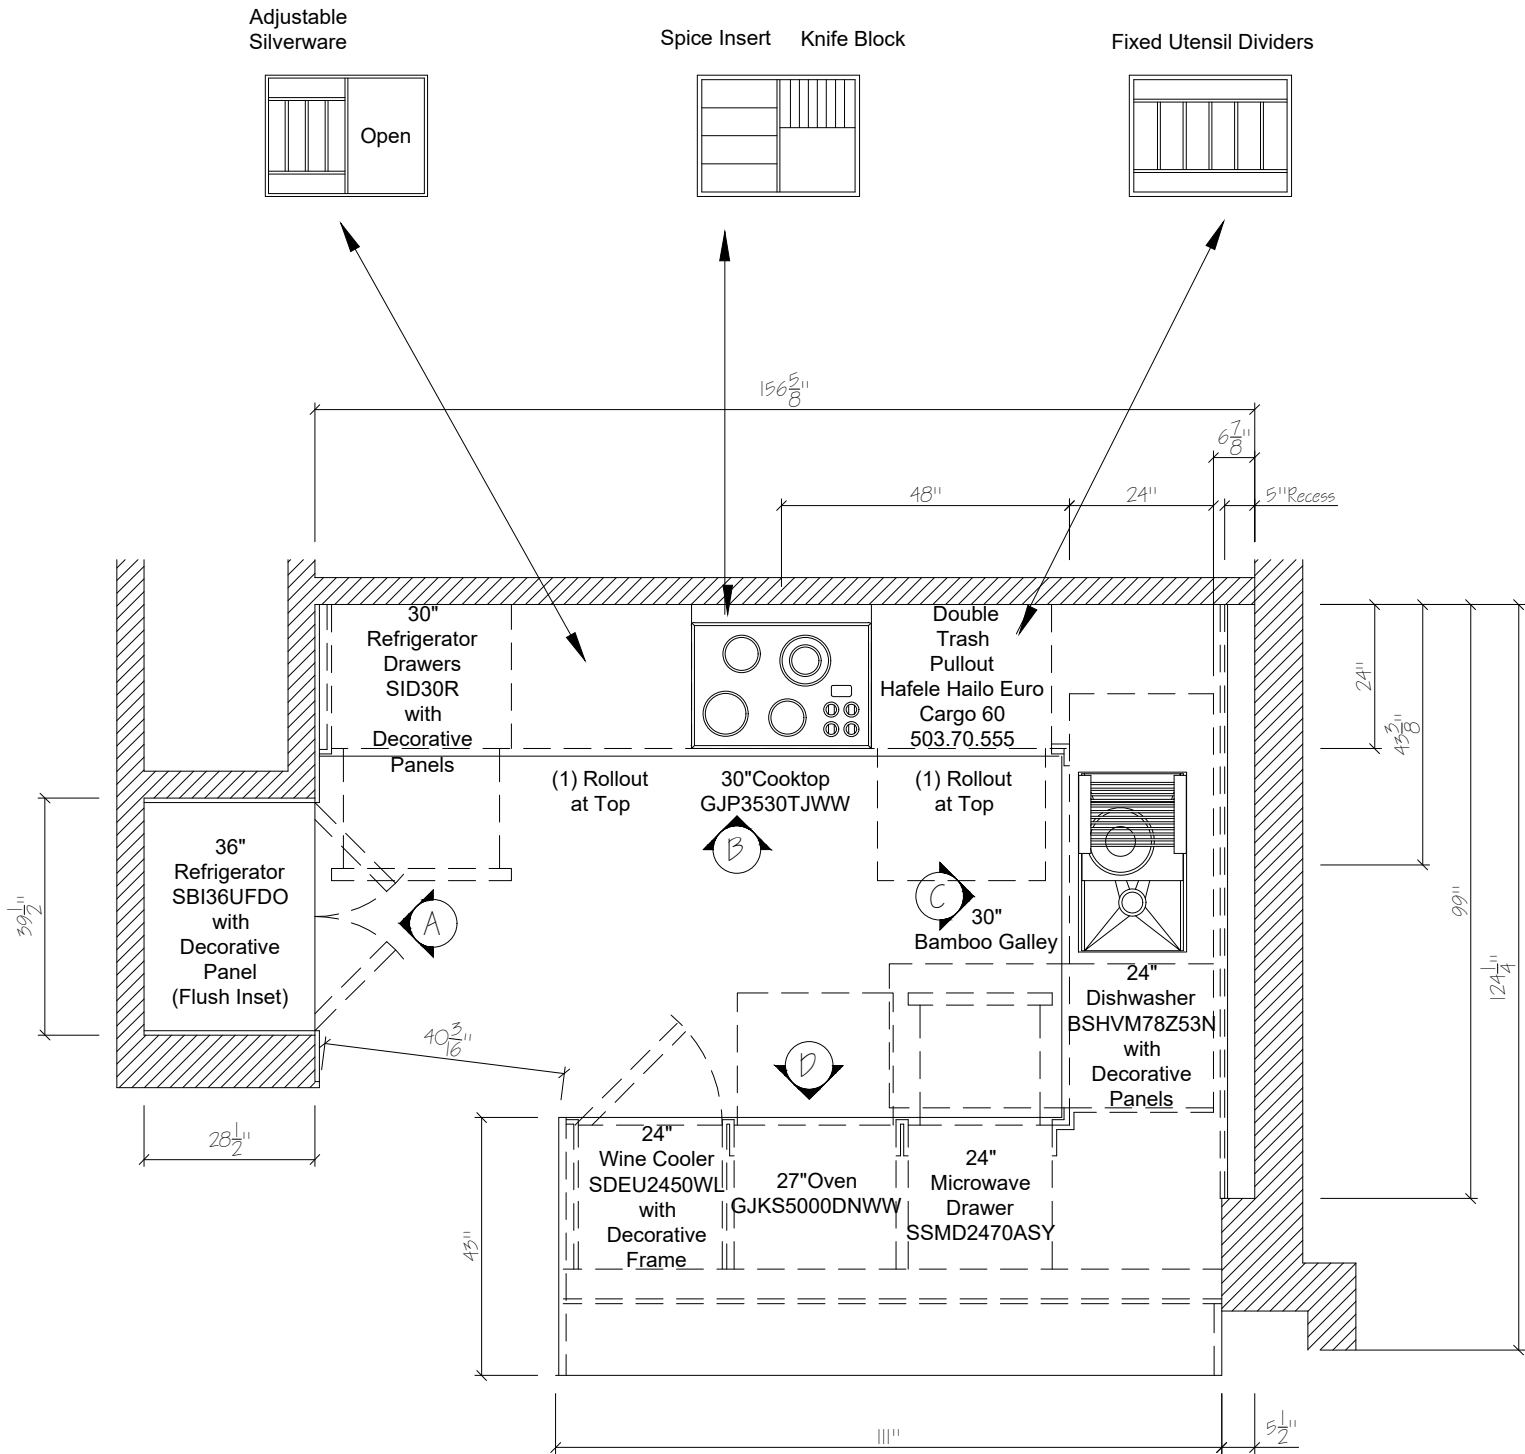 Adjustable
Silverware
Spice Insert
Knife Block
Fixed Utensil Dividers
Open
156 5/8"
6 7/8"
48"
24"
5"Recess
30"
Refrigerator
Drawers
SID30R
with
Decorative
Panels
Double
Trash
Pullout
Hafele Hailo Euro
Cargo 60
503.70.555
(1) Rollout
at Top
30"Cooktop
GJP3530TJWW
(1) Rollout
at Top
24"
43 3/8"
99"
124 1/4"
36"
Refrigerator
SBI36UFDO
with
Decorative
Panel
(Flush Inset)
39 1/2"
A
B
C
D
30"
Bamboo Galley
24"
Dishwasher
BSHVM78Z53N
with
Decorative
Panels
40 3/16"
28 1/2"
24"
Wine Cooler
SDEU2450WL
with
Decorative
Frame
27"Oven
GJKS5000DNWW
24"
Microwave
Drawer
SSMD2470ASY
43"
111"
5 1/2"